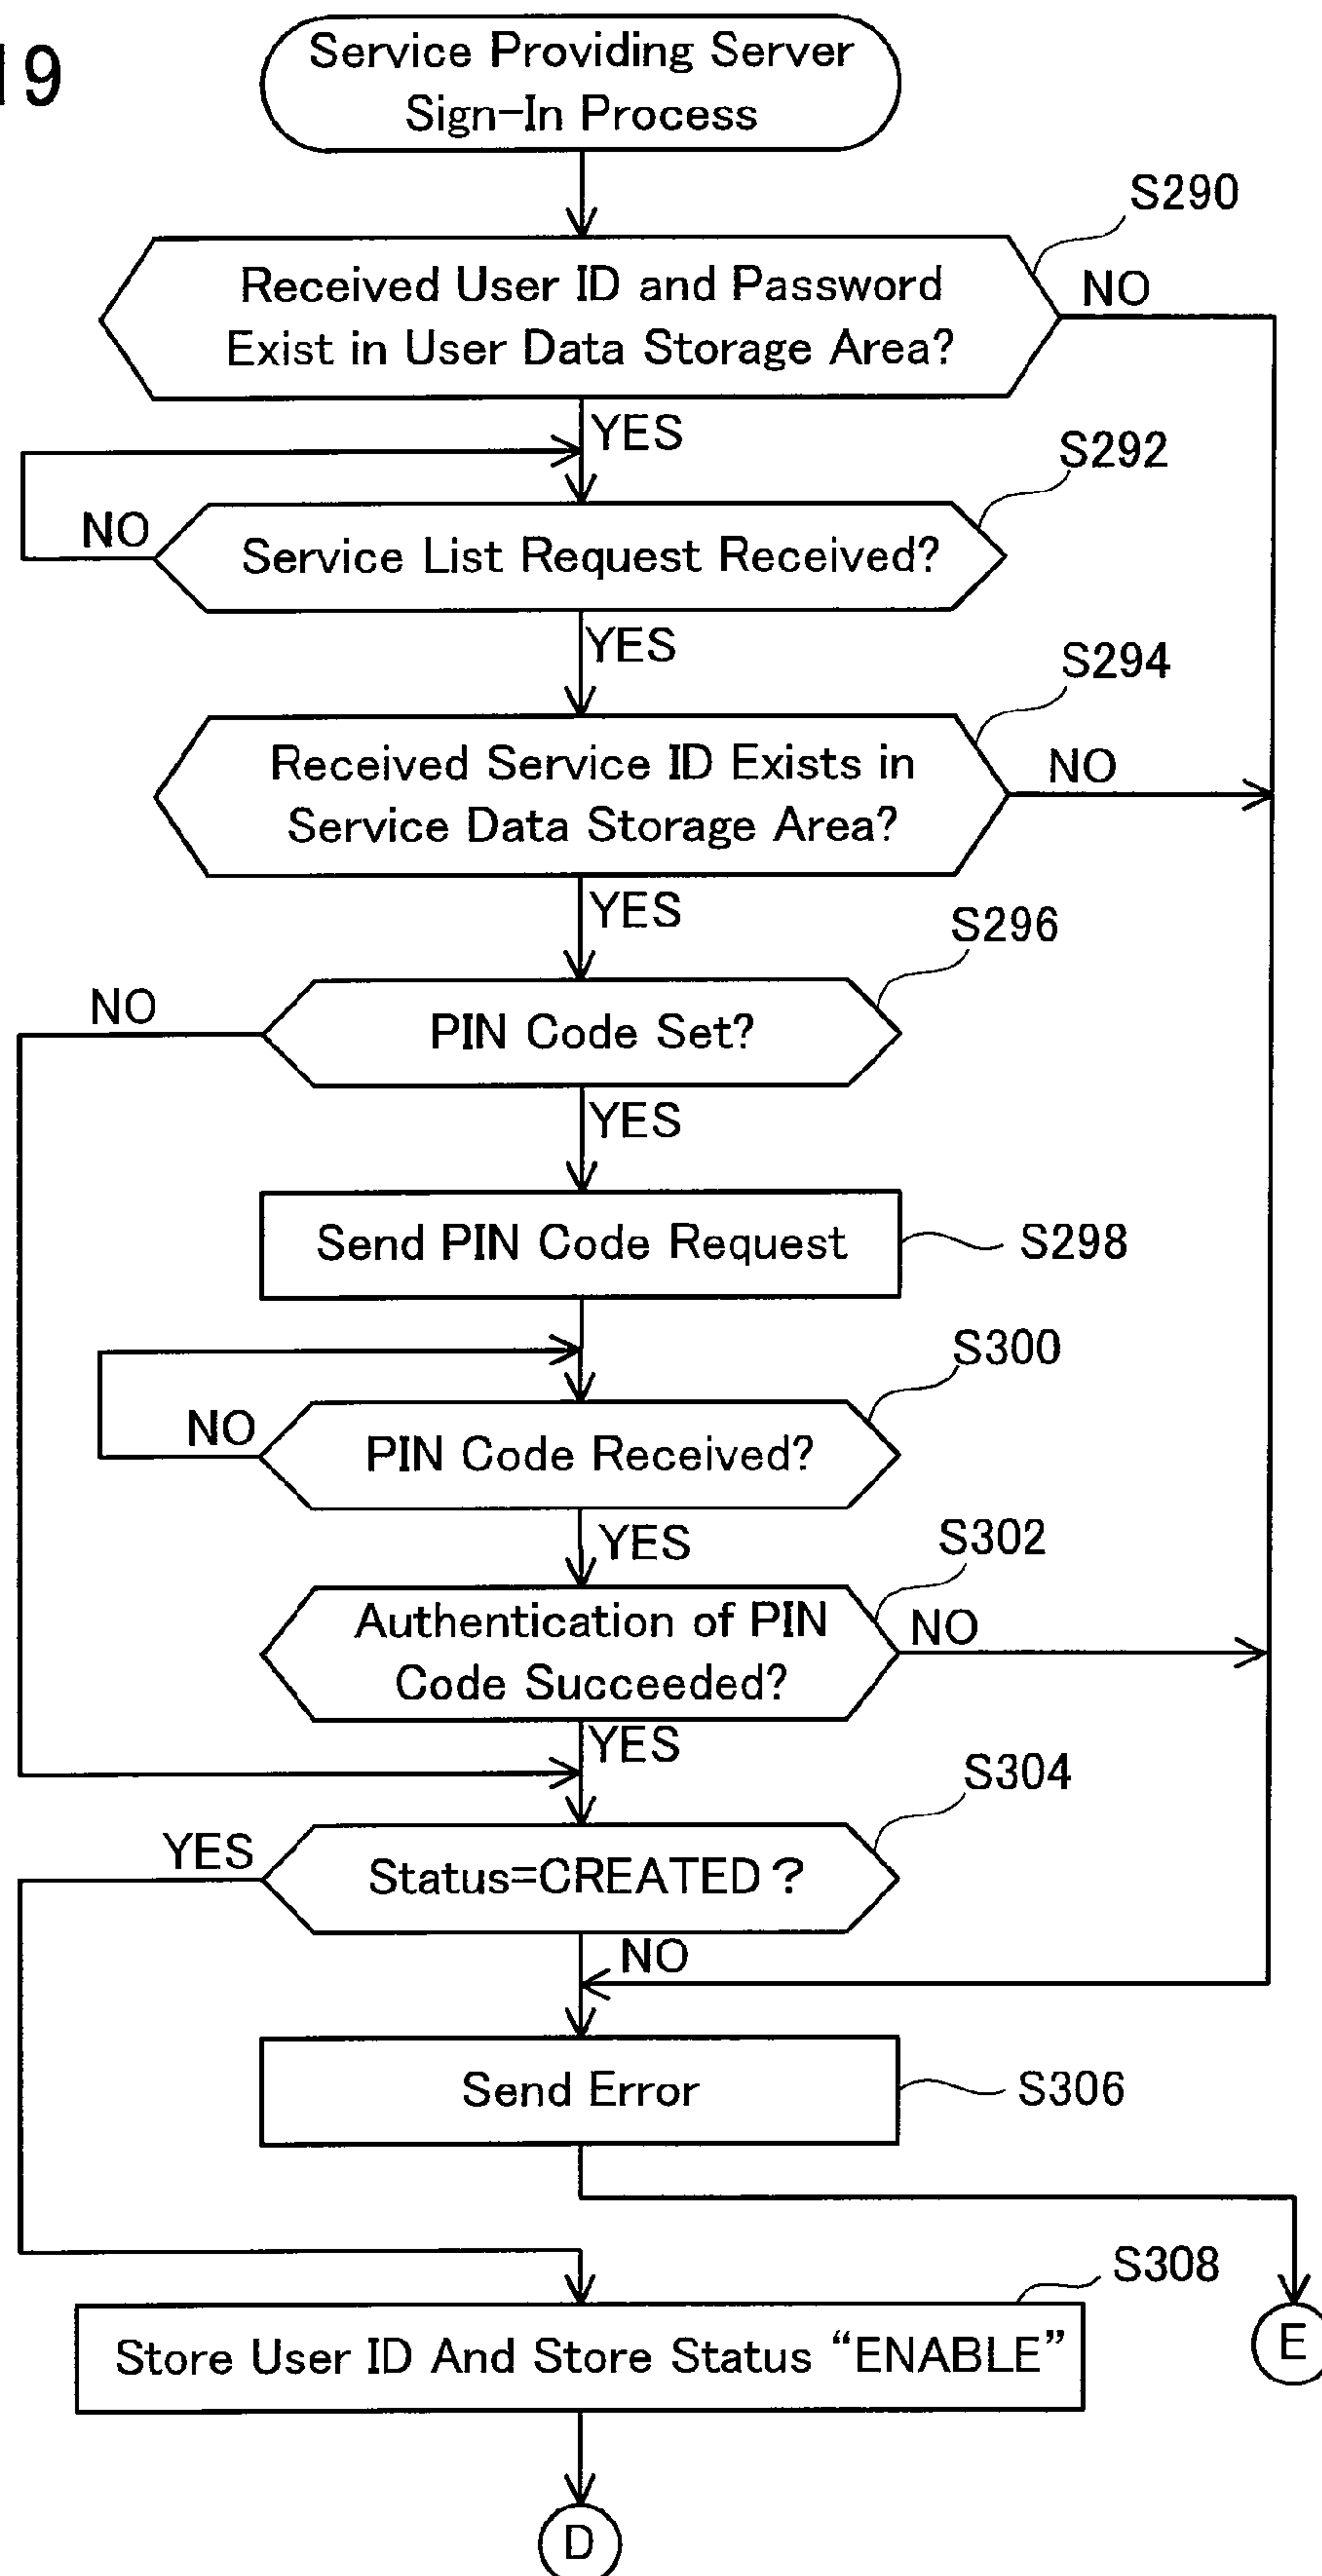 19
Service Providing Server
Sign-In Process
S290
Received User ID and Password
Exist in User Data Storage Area?
NO
YES
S292
NO
Service List Request Received?
YES
S294
Received Service ID Exists in
Service Data Storage Area?
NO
YES
S296
NO
PIN Code Set?
YES
Send PIN Code Request
S298
S300
NO
PIN Code Received?
YES
S302
Authentication of PIN
Code Succeeded?
NO
YES
S304
YES
Status=CREATED?
NO
Send Error
S306
S308
Store User ID And Store Status “ENABLE”
E
D